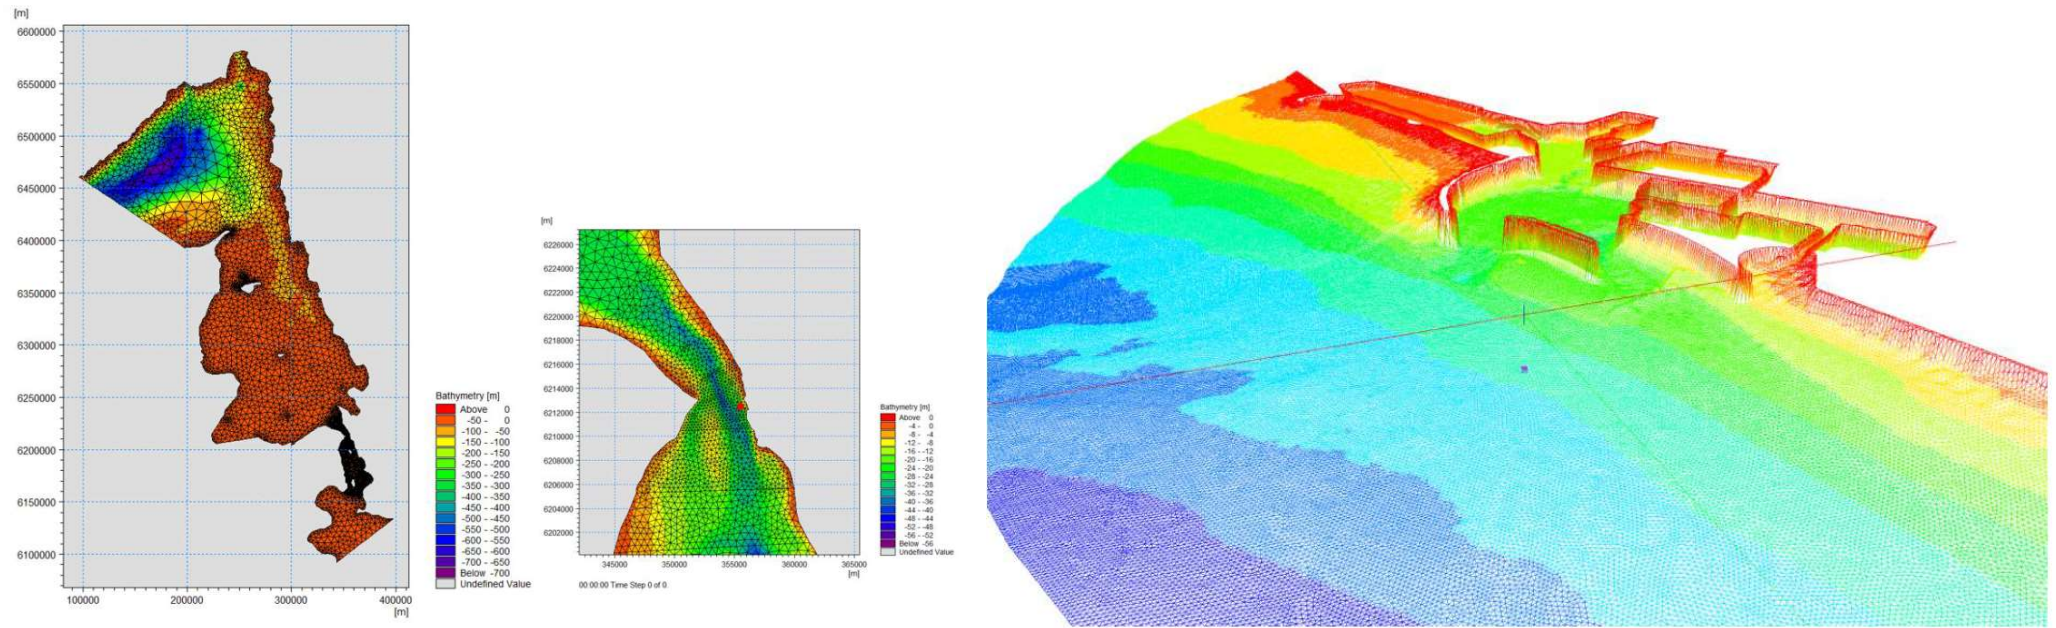 [m]
6600000
6550000
6500000
6450000
6400000
6350000
6300000
6250000
6200000
6150000
6100000
100000 200000 300000 400000
[m]
Bathymetry [m]
Above 0
-50 - 0
-100 - -50
-150 - -100
-200 - -150
-250 - -200
-300 - -250
-350 - -300
-400 - -350
-450 - -400
-500 - -450
-550 - -500
-600 - -550
-650 - -600
-700 - -650
Below -700
Undefined Value
[m]
6226000
6224000
6222000
6220000
6218000
6216000
6214000
6212000
6210000
6208000
6206000
6204000
6202000
345000 350000 355000 360000 365000
[m]
00:00:00 Time Step 0 of 0
Bathymetry [m]
Above 0
-4 - 0
-8 - -4
-12 - -8
-16 - -12
-20 - -16
-24 - -20
-28 - -24
-32 - -28
-36 - -32
-40 - -36
-44 - -40
-48 - -44
-52 - -48
-56 - -52
Below -56
Undefined Value